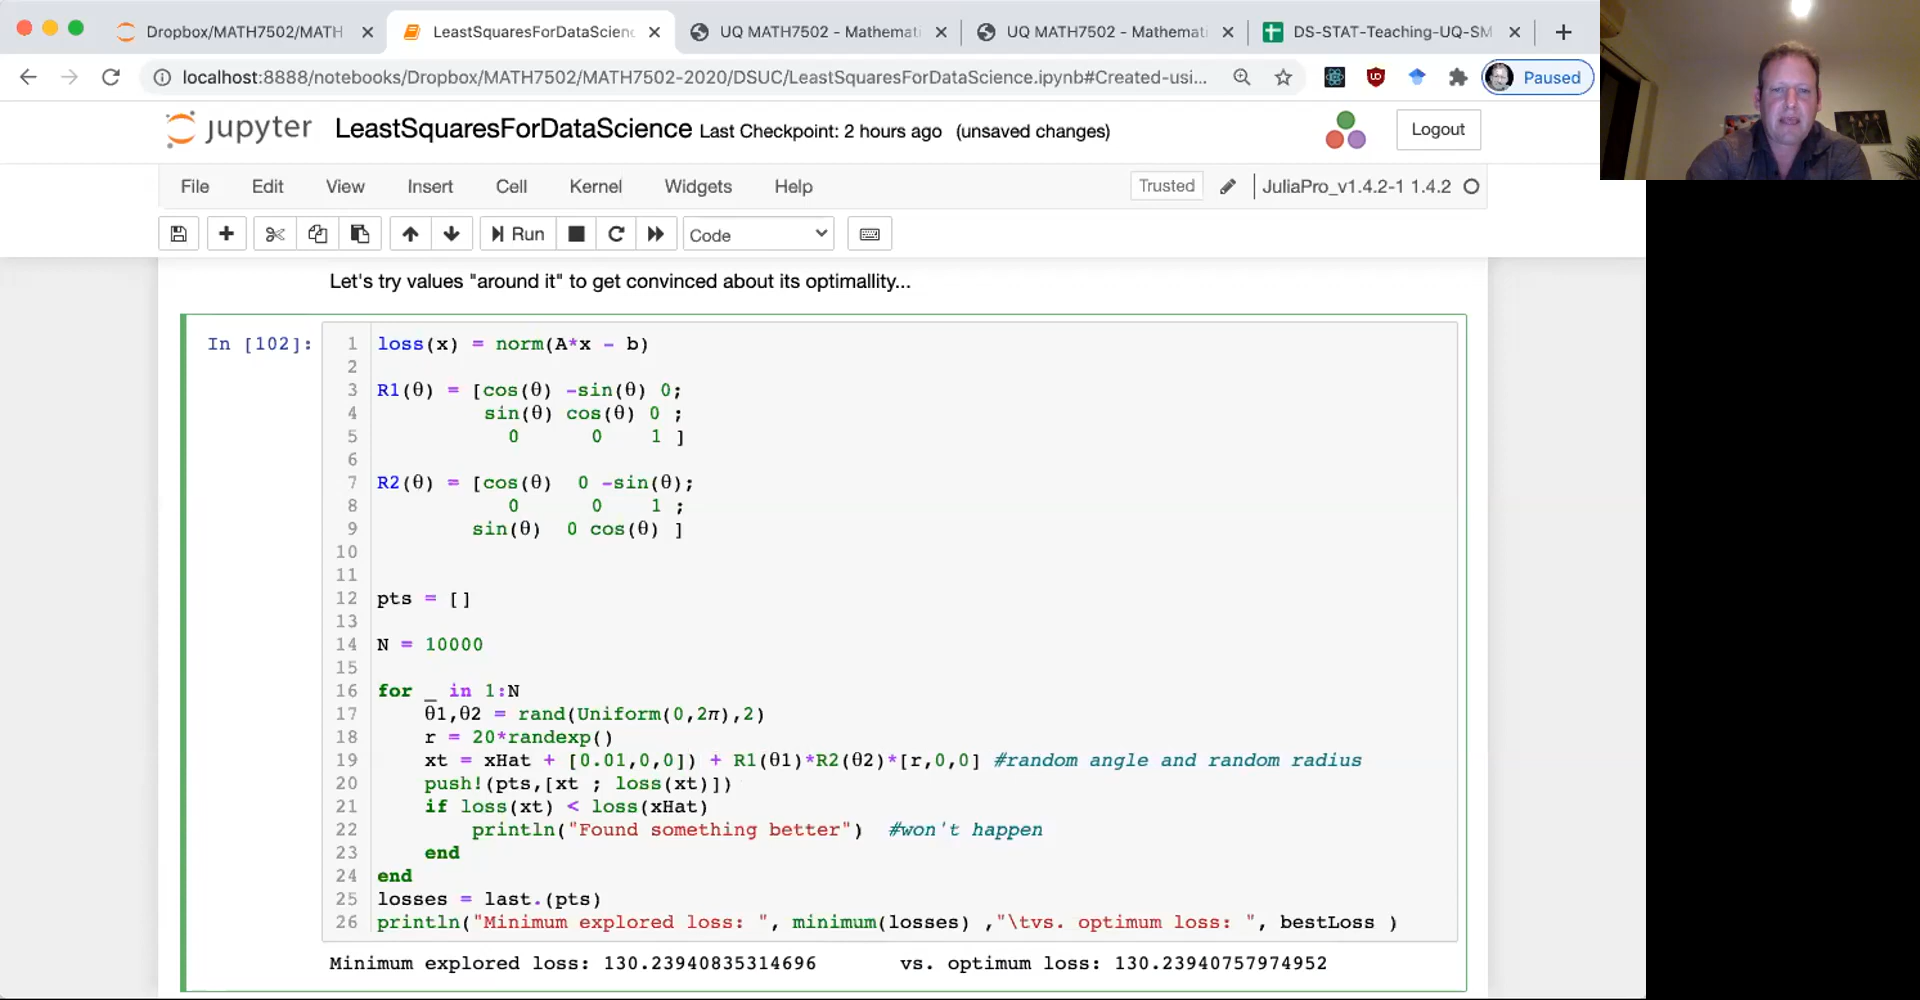 Dropbox/MATH7502/MATH
LeastSquaresForDataScienc
UQ MATH7502 - Mathemati
UQ MATH7502 - Mathemat
DS-STAT-Teaching-UQ-SM
localhost:8888/notebooks/Dropbox/MATH7502/MATH7502-2020/DSUC/LeastSquaresForDataScience.ipynb#Created-usi...
Paused
jupyter LeastSquaresForDataScience Last Checkpoint: 2 hours ago (unsaved changes)
Logout
File Edit View Insert Cell Kernel Widgets Help
Trusted
JuliaPro_v1.4.2-1 1.4.2
Run
Code
Let's try values "around it" to get convinced about its optimallity...
In [102]:
1 loss(x) = norm(A*x - b)
2
3 R1(θ) = [cos(θ) -sin(θ) 0;
4 sin(θ) cos(θ) 0 ;
5 0 0 1 ]
6
7 R2(θ) = [cos(θ) 0 -sin(θ);
8 0 0 1 ;
9 sin(θ) 0 cos(θ) ]
10
11
12 pts = []
13
14 N = 10000
15
16 for _ in 1:N
17 θ1,θ2 = rand(Uniform(0,2π),2)
18 r = 20*randexp()
19 xt = xHat + [0.01,0,0]) + R1(θ1)*R2(θ2)*[r,0,0] #random angle and random radius
20 push!(pts,[xt ; loss(xt)])
21 if loss(xt) < loss(xHat)
22 println("Found something better") #won't happen
23 end
24 end
25 losses = last.(pts)
26 println("Minimum explored loss: ", minimum(losses) ,"\tvs. optimum loss: ", bestLoss )
Minimum explored loss: 130.23940835314696 vs. optimum loss: 130.23940757974952